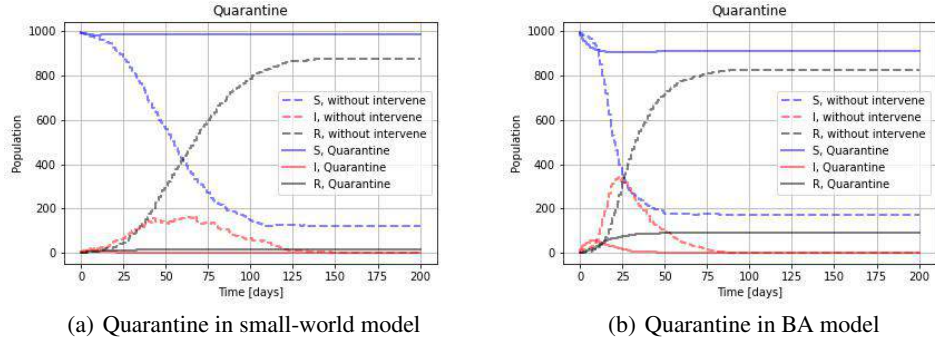 Quarantine
1000
800
600
400
200
0
Population
S, without intervene
I, without intervene
R, without intervene
S, Quarantine
I, Quarantine
R, Quarantine
0 25 50 75 100 125 150 175 200
Time [days]
(a) Quarantine in small-world model
Quarantine
1000
800
600
400
200
0
Population
S, without intervene
I, without intervene
R, without intervene
S, Quarantine
I, Quarantine
R, Quarantine
0 25 50 75 100 125 150 175 200
Time [days]
(b) Quarantine in BA model